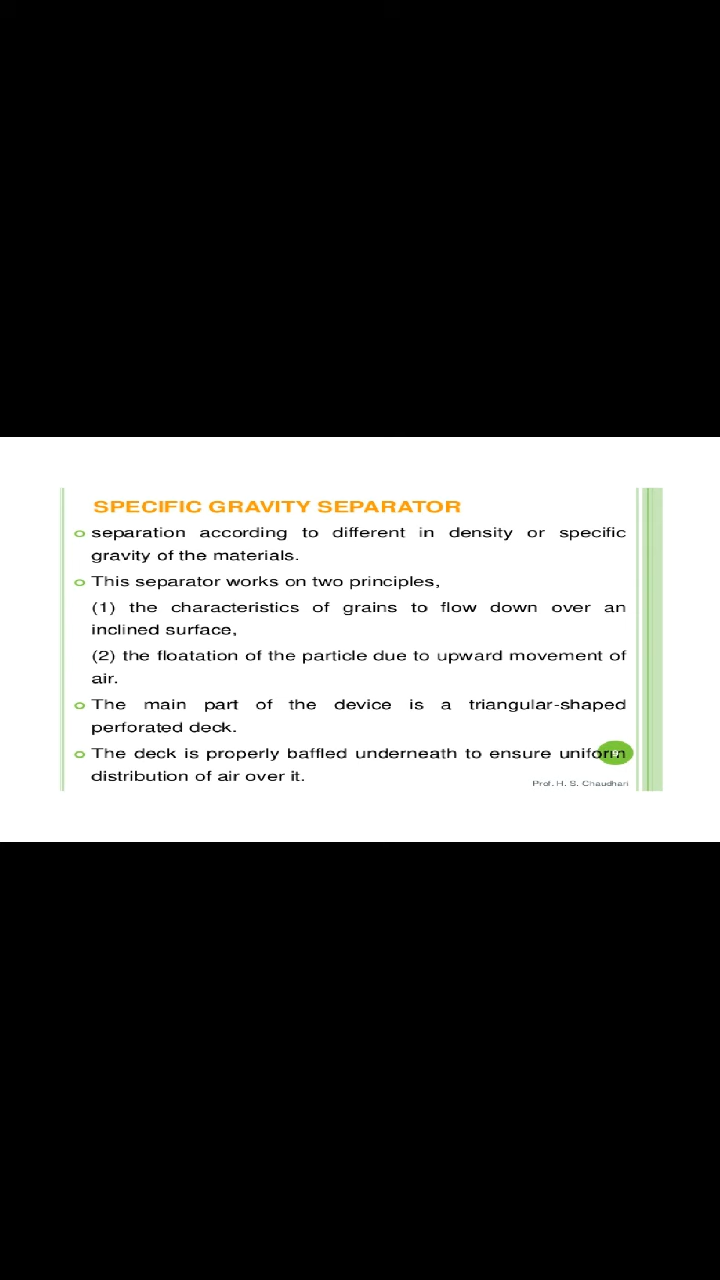 SPECIFIC GRAVITY SEPARATOR
separation according to different in density or specific
gravity of the materials.
This separator works on two principles,
(1) the characteristics of grains to flow down over an
inclined surface,
(2) the floatation of the particle due to upward movement of
air.
The main part of the device is a triangular-shaped
perforated deck.
The deck is properly baffled underneath to ensure uniform
distribution of air over it.
Prof. H. S. Chaudhari